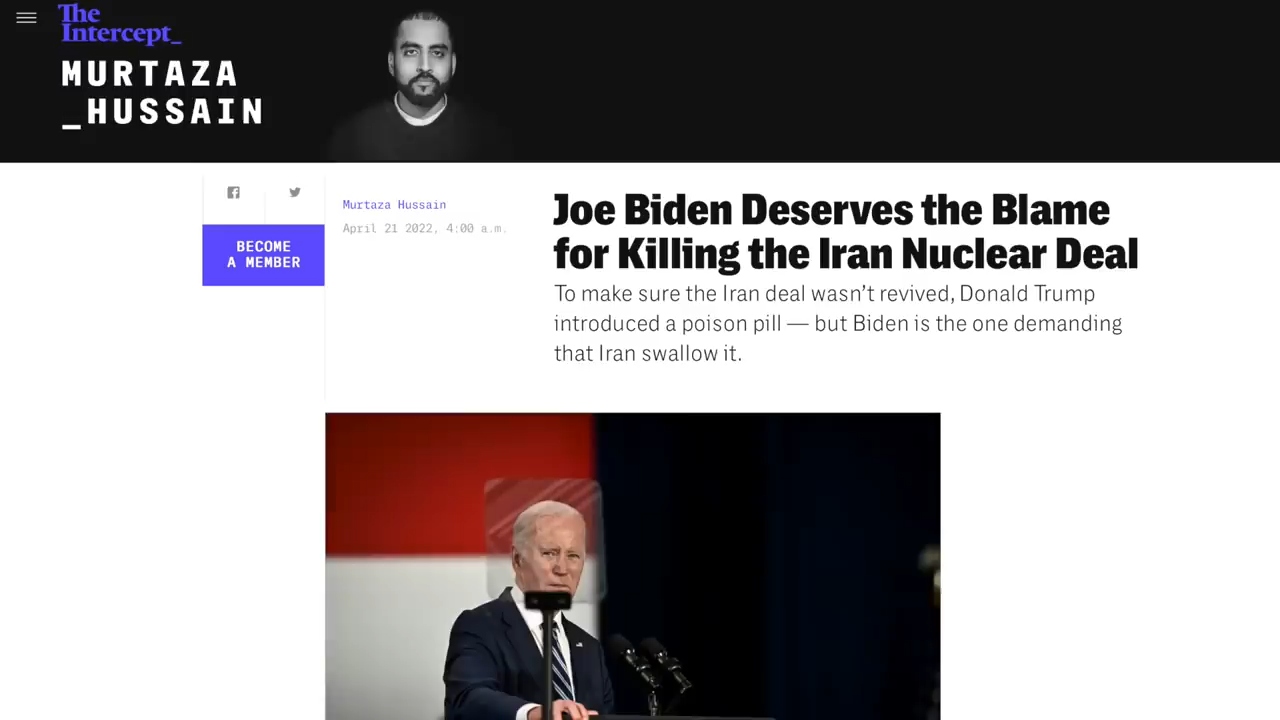 The
Intercept_
MURTAZA
_HUSSAIN
BECOME
A MEMBER
Murtaza Hussain
April 21 2022, 4:00 a.m.
Joe Biden Deserves the Blame
for Killing the Iran Nuclear Deal
To make sure the Iran deal wasn’t revived, Donald Trump
introduced a poison pill — but Biden is the one demanding
that Iran swallow it.